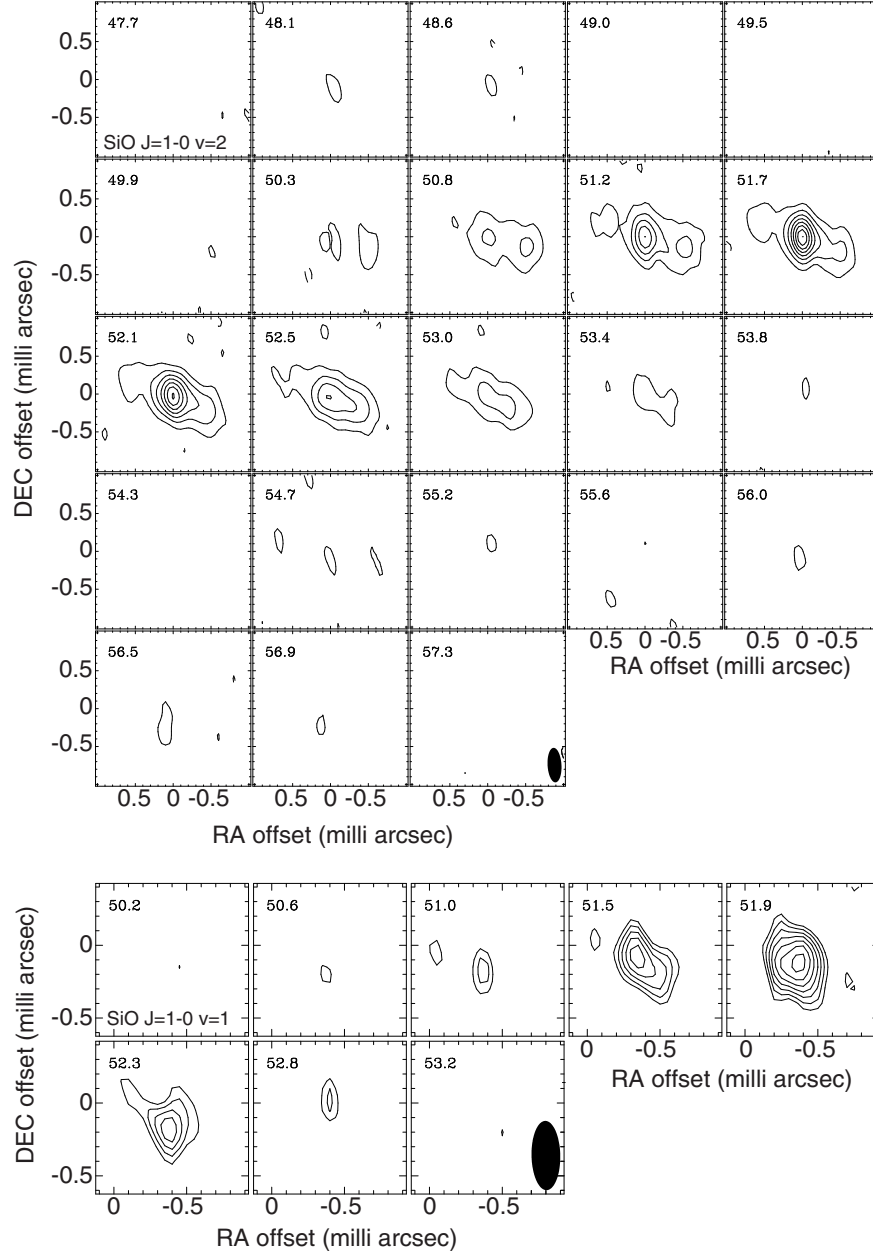 47.7 48.1 48.6 49.0 49.5
0.5
0
-0.5
SiO J=1-0 v=2
49.9 50.3 50.8 51.2 51.7
0.5
0
-0.5
DEC offset (milli arcsec)
52.1 52.5 53.0 53.4 53.8
0.5
0
-0.5
54.3 54.7 55.2 55.6 56.0
0.5
0
-0.5
0.5 0 -0.5 0.5 0 -0.5
RA offset (milli arcsec)
56.5 56.9 57.3
0.5
0
-0.5
0.5 0 -0.5 0.5 0 -0.5 0.5 0 -0.5
RA offset (milli arcsec)
50.2 50.6 51.0 51.5 51.9
0
-0.5
SiO J=1-0 v=1
0 -0.5 0 -0.5
RA offset (milli arcsec)
DEC offset (milli arcsec)
52.3 52.8 53.2
0
-0.5
0 -0.5 0 -0.5 0 -0.5
RA offset (milli arcsec)